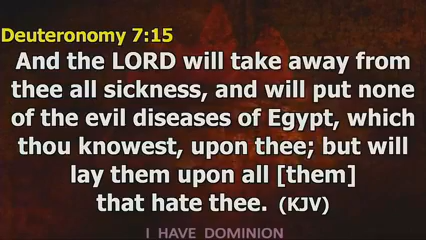 Deuteronomy 7:15
And the LORD will take away from
thee all sickness, and will put none
of the evil diseases of Egypt, which
thou knowest, upon thee; but will
lay them upon all [them]
that hate thee. (KJV)
I HAVE DOMINION